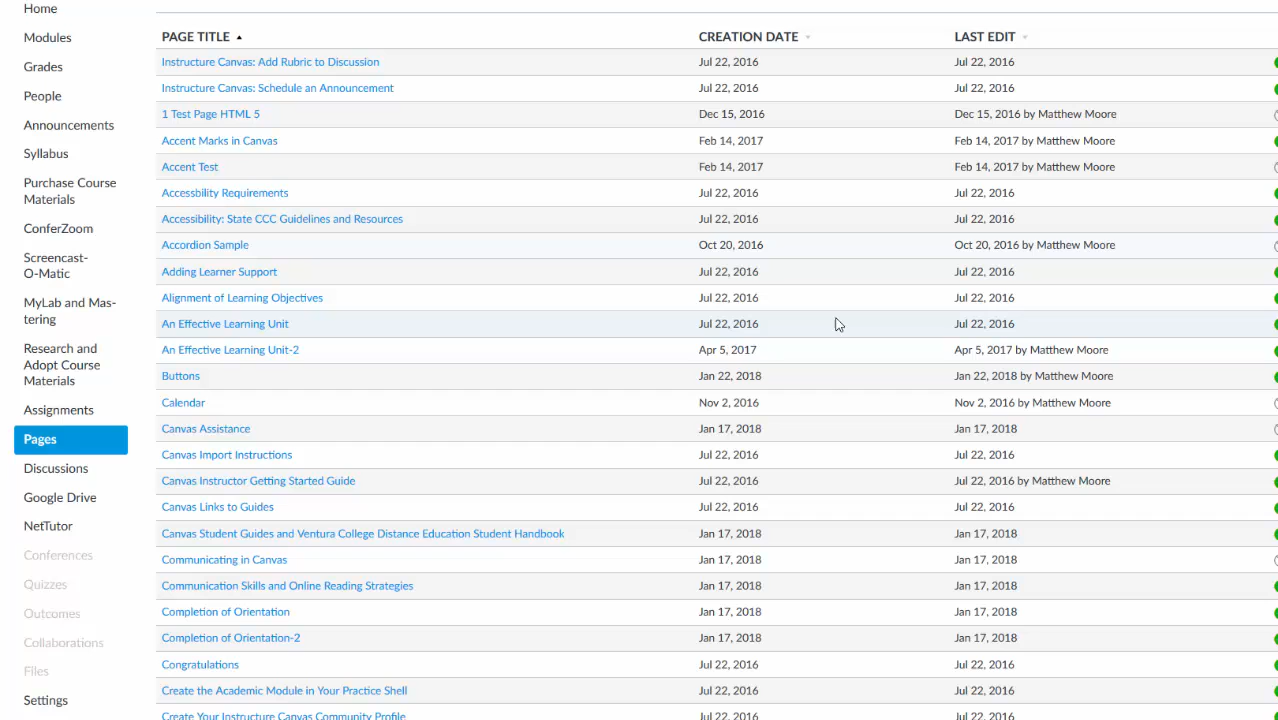 Home
Modules
Grades
People
Announcements
Syllabus
Purchase Course
Materials
ConferZoom
Screencast-
O-Matic
MyLab and Mas-
tering
Research and
Adopt Course
Materials
Assignments
Pages
Discussions
Google Drive
NetTutor
Conferences
Quizzes
Outcomes
Collaborations
Files
Settings
PAGE TITLE CREATION DATE LAST EDIT
Instructure Canvas: Add Rubric to Discussion Jul 22, 2016 Jul 22, 2016
Instructure Canvas: Schedule an Announcement Jul 22, 2016 Jul 22, 2016
1 Test Page HTML 5 Dec 15, 2016 Dec 15, 2016 by Matthew Moore
Accent Marks in Canvas Feb 14, 2017 Feb 14, 2017 by Matthew Moore
Accent Test Feb 14, 2017 Feb 14, 2017 by Matthew Moore
Accessbility Requirements Jul 22, 2016 Jul 22, 2016
Accessibility: State CCC Guidelines and Resources Jul 22, 2016 Jul 22, 2016
Accordion Sample Oct 20, 2016 Oct 20, 2016 by Matthew Moore
Adding Learner Support Jul 22, 2016 Jul 22, 2016
Alignment of Learning Objectives Jul 22, 2016 Jul 22, 2016
An Effective Learning Unit Jul 22, 2016 Jul 22, 2016
An Effective Learning Unit-2 Apr 5, 2017 Apr 5, 2017 by Matthew Moore
Buttons Jan 22, 2018 Jan 22, 2018 by Matthew Moore
Calendar Nov 2, 2016 Nov 2, 2016 by Matthew Moore
Canvas Assistance Jan 17, 2018 Jan 17, 2018
Canvas Import Instructions Jul 22, 2016 Jul 22, 2016
Canvas Instructor Getting Started Guide Jul 22, 2016 Jul 22, 2016 by Matthew Moore
Canvas Links to Guides Jul 22, 2016 Jul 22, 2016
Canvas Student Guides and Ventura College Distance Education Student Handbook Jan 17, 2018 Jan 17, 2018
Communicating in Canvas Jan 17, 2018 Jan 17, 2018
Communication Skills and Online Reading Strategies Jan 17, 2018 Jan 17, 2018
Completion of Orientation Jan 17, 2018 Jan 17, 2018
Completion of Orientation-2 Jan 17, 2018 Jan 17, 2018
Congratulations Jul 22, 2016 Jul 22, 2016
Create the Academic Module in Your Practice Shell Jul 22, 2016 Jul 22, 2016
Create Your Instructure Canvas Community Profile Jul 22, 2016 Jul 22, 2016